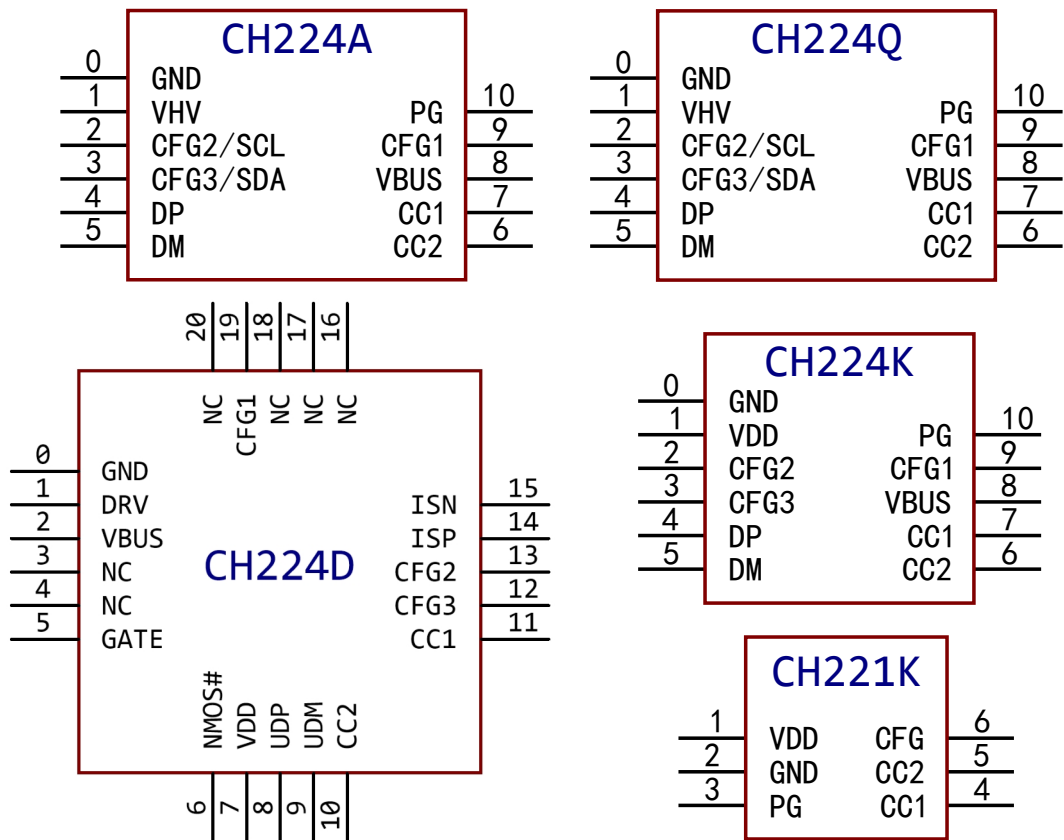 CH224A
0 GND
1 VHV PG 10
2 CFG2/SCL CFG1 9
3 CFG3/SDA VBUS 8
4 DP CC1 7
5 DM CC2 6
CH224Q
0 GND
1 VHV PG 10
2 CFG2/SCL CFG1 9
3 CFG3/SDA VBUS 8
4 DP CC1 7
5 DM CC2 6
20 19 18 17 16
NC CFG1 NC NC NC
0 GND
1 DRV ISN 15
2 VBUS ISP 14
3 NC CH224D CFG2 13
4 NC CFG3 12
5 GATE CC1 11
NMOS# VDD UDP UDM CC2
6 7 8 9 10
CH224K
0 GND
1 VDD PG 10
2 CFG2 CFG1 9
3 CFG3 VBUS 8
4 DP CC1 7
5 DM CC2 6
CH221K
1 VDD CFG 6
2 GND CC2 5
3 PG CC1 4